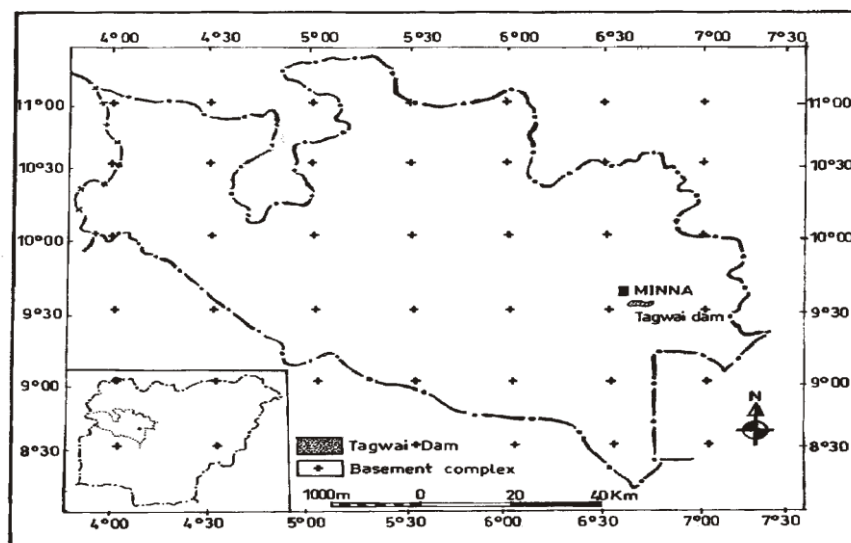 4°00 4°30 5°00 5°30 6°00 6°30 7°00 7°30
11°00 11°00
10°30 10°30
10°00 10°00
MINNA
9°30 9°30
Tagwai dam
9°00 9°00
N
8°30 8°30
Tagwai Dam
Basement complex
1000m 0 20 40 Km
4°00 4°30 5°00 5°30 6°00 6°30 7°00 7°30